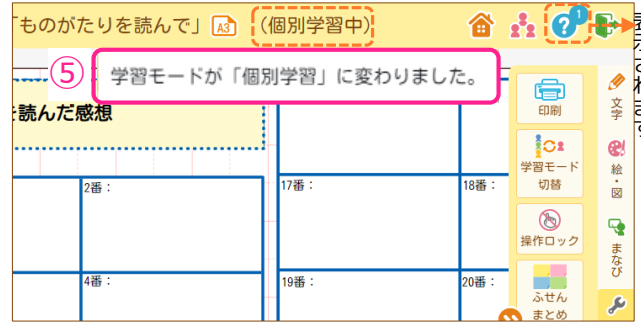 ものがたりを読んで」 A3 (個別学習中)
? 1
⑤ 学習モードが「個別学習」に変わりました。
読んだ感想
印刷
学習モード
切替
操作ロック
ふせん
まとめ
文字
絵・図
まなび
2番：
17番：
18番：
4番：
19番：
20番：